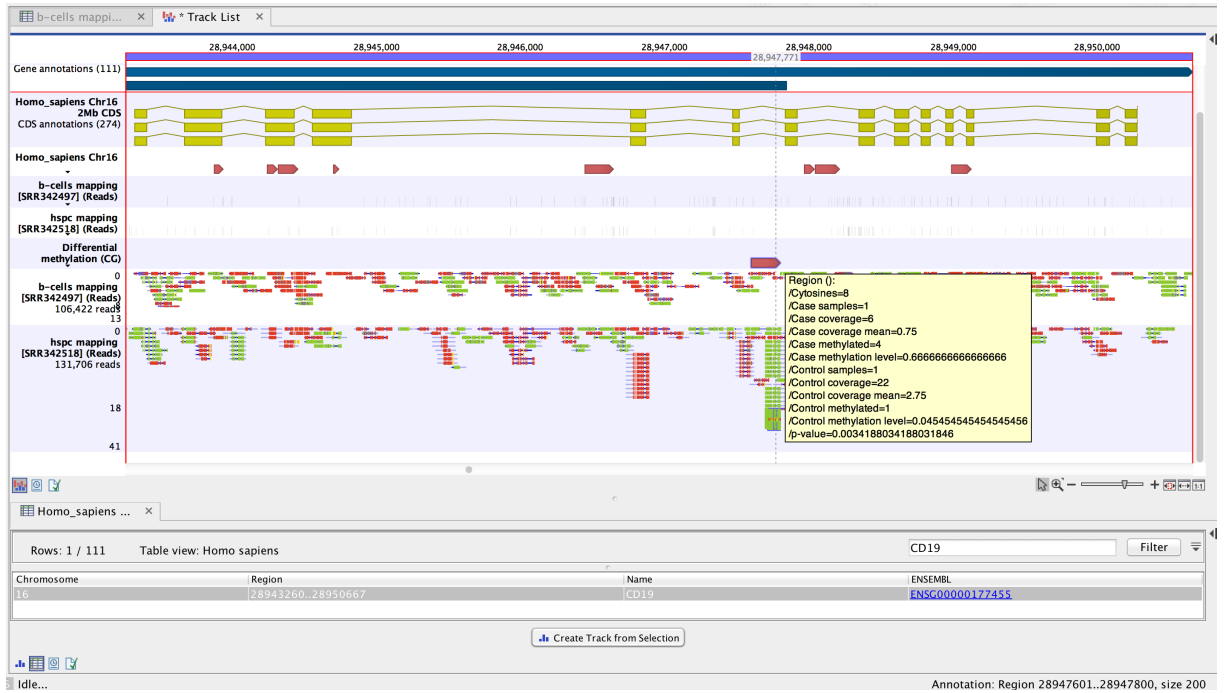 b-cells mappi... × * Track List ×
28,944,000 28,945,000 28,946,000 28,947,000 28,948,000 28,949,000 28,950,000
28,947,771
Gene annotations (111)
Homo_sapiens Chr16
2Mb CDS
CDS annotations (274)
Homo_sapiens Chr16
b-cells mapping
[SRR342497] (Reads)
hspc mapping
[SRR342518] (Reads)
Differential
methylation (CG)
0
b-cells mapping
[SRR342497] (Reads)
106,422 reads
13
0
hspc mapping
[SRR342518] (Reads)
131,706 reads
18
41
Region ():
/Cytosines=8
/Case samples=1
/Case coverage=6
/Case coverage mean=0.75
/Case methylated=4
/Case methylation level=0.6666666666666666
/Control samples=1
/Control coverage=22
/Control coverage mean=2.75
/Control methylated=1
/Control methylation level=0.045454545454545456
/p-value=0.0034188034188031846
1:1
Homo_sapiens ... ×
Rows: 1 / 111 Table view: Homo sapiens CD19 Filter
Chromosome Region Name ENSEMBL
16 28943260..28950667 CD19 ENSG00000177455
Create Track from Selection
Idle... Annotation: Region 28947601..28947800, size 200